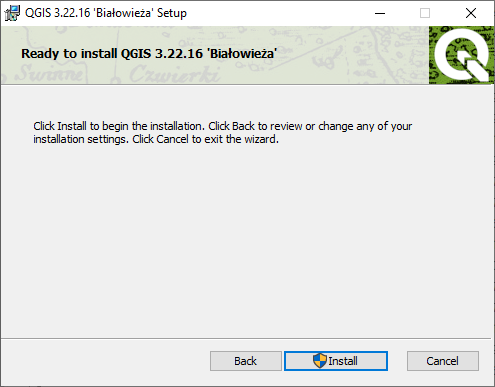 QGIS 3.22.16 'Białowieża' Setup
Ready to install QGIS 3.22.16 'Białowieża'
Swinne Czwierki
Click Install to begin the installation. Click Back to review or change any of your
installation settings. Click Cancel to exit the wizard.
Back Install Cancel